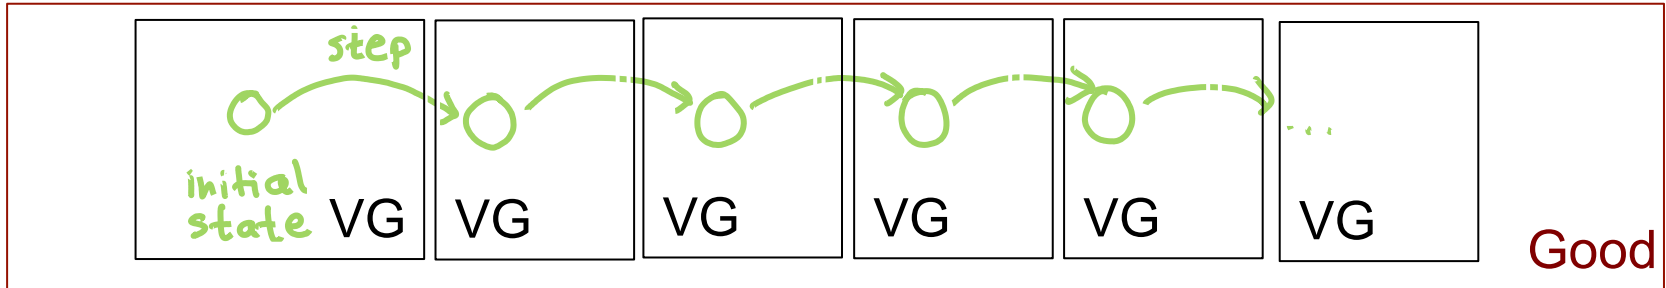 step
initial
state
VG VG VG VG VG VG
...
Good